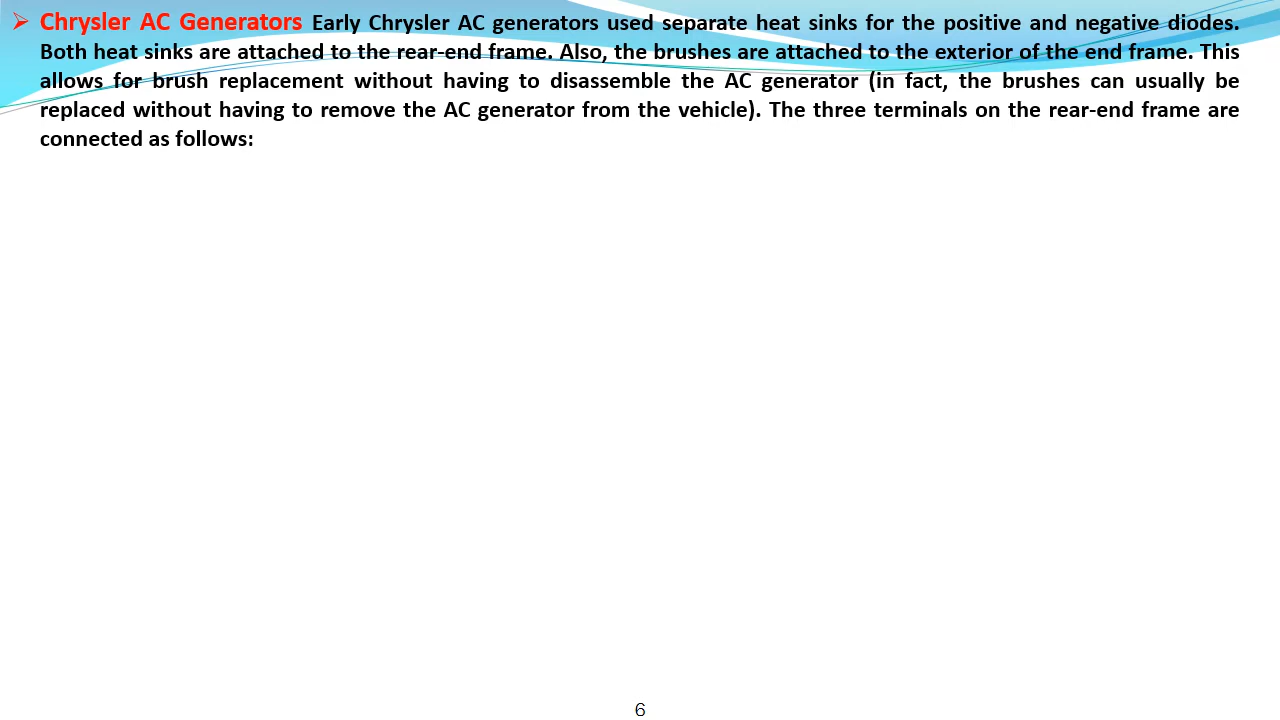 ➢ Chrysler AC Generators Early Chrysler AC generators used separate heat sinks for the positive and negative diodes.
Both heat sinks are attached to the rear-end frame. Also, the brushes are attached to the exterior of the end frame. This
allows for brush replacement without having to disassemble the AC generator (in fact, the brushes can usually be
replaced without having to remove the AC generator from the vehicle). The three terminals on the rear-end frame are
connected as follows:
6